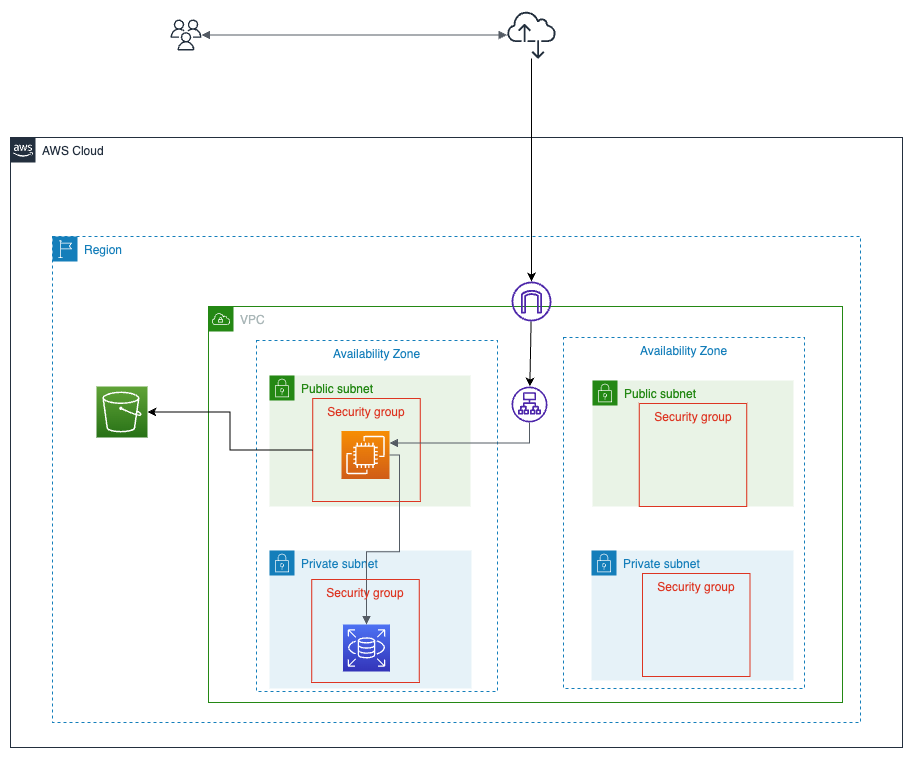 aws
AWS Cloud
Region
VPC
Availability Zone
Public subnet
Security group
Private subnet
Security group
Availability Zone
Public subnet
Security group
Private subnet
Security group